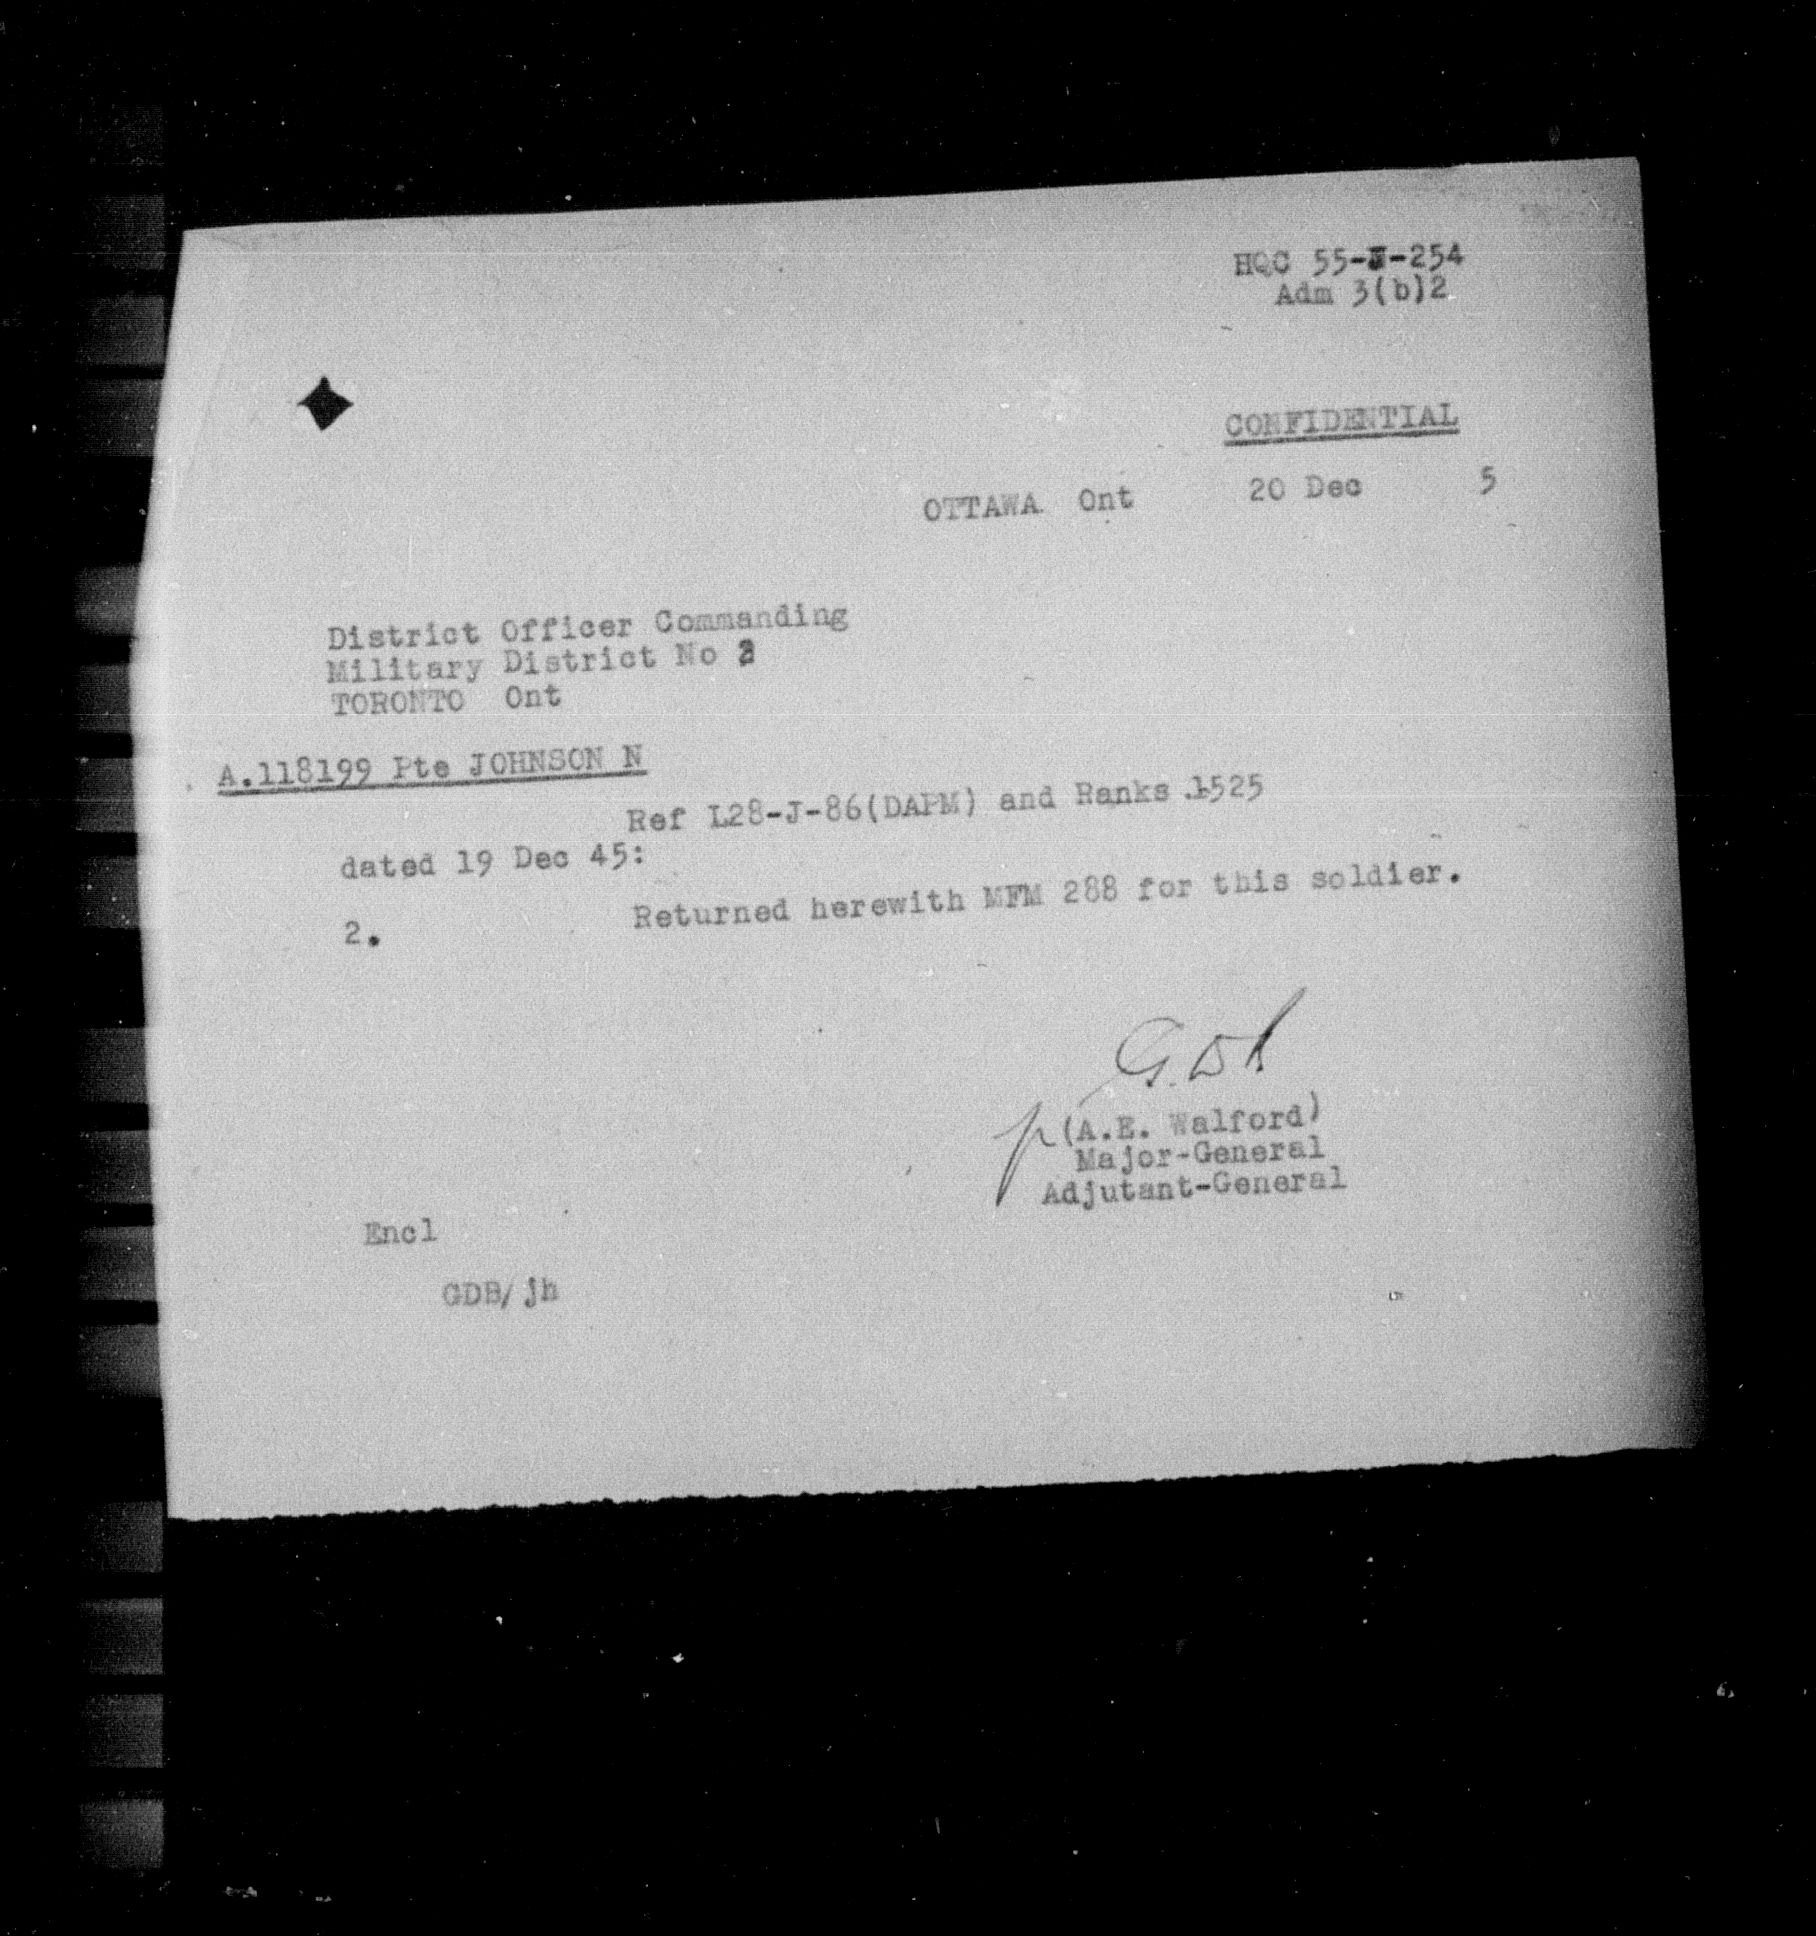 HQC 55-J-254
Adm 3(b)2
CONFIDENTIAL
OTTAWA Ont 20 Dec 5
District Officer Commanding
Military District No 2
TORONTO Ont
A.118199 Pte JOHNSON N
Ref L28-J-86(DAPM) and Ranks 1525
dated 19 Dec 45:
2. Returned herewith MFM 288 for this soldier.
p (A.E. Walford)
Major-General
Adjutant-General
Encl
GDB/jh